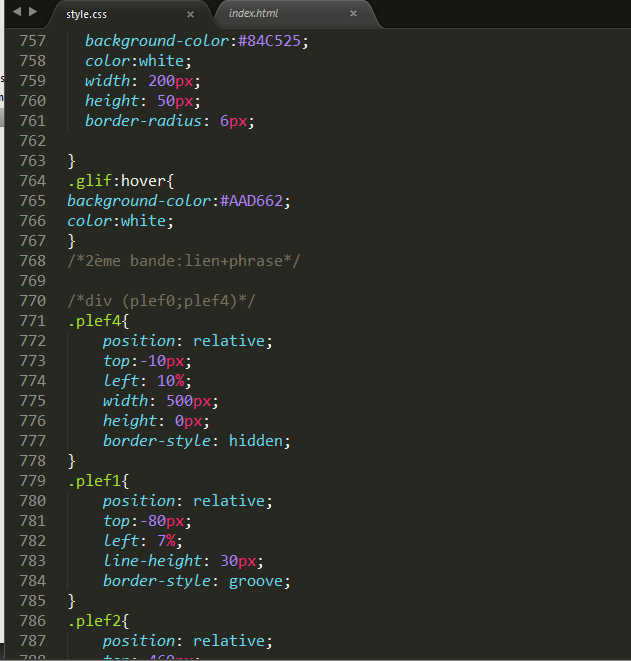 style.css × index.html ×
757 background-color:#84C525;
758 color:white;
759 width: 200px;
760 height: 50px;
761 border-radius: 6px;
762
763 }
764 .glif:hover{
765 background-color:#AAD662;
766 color:white;
767 }
768 /*2ème bande:lien+phrase*/
769
770 /*div (plef0;plef4)*/
771 .plef4{
772 position: relative;
773 top:-10px;
774 left: 10%;
775 width: 500px;
776 height: 0px;
777 border-style: hidden;
778 }
779 .plef1{
780 position: relative;
781 top:-80px;
782 left: 7%;
783 line-height: 30px;
784 border-style: groove;
785 }
786 .plef2{
787 position: relative;